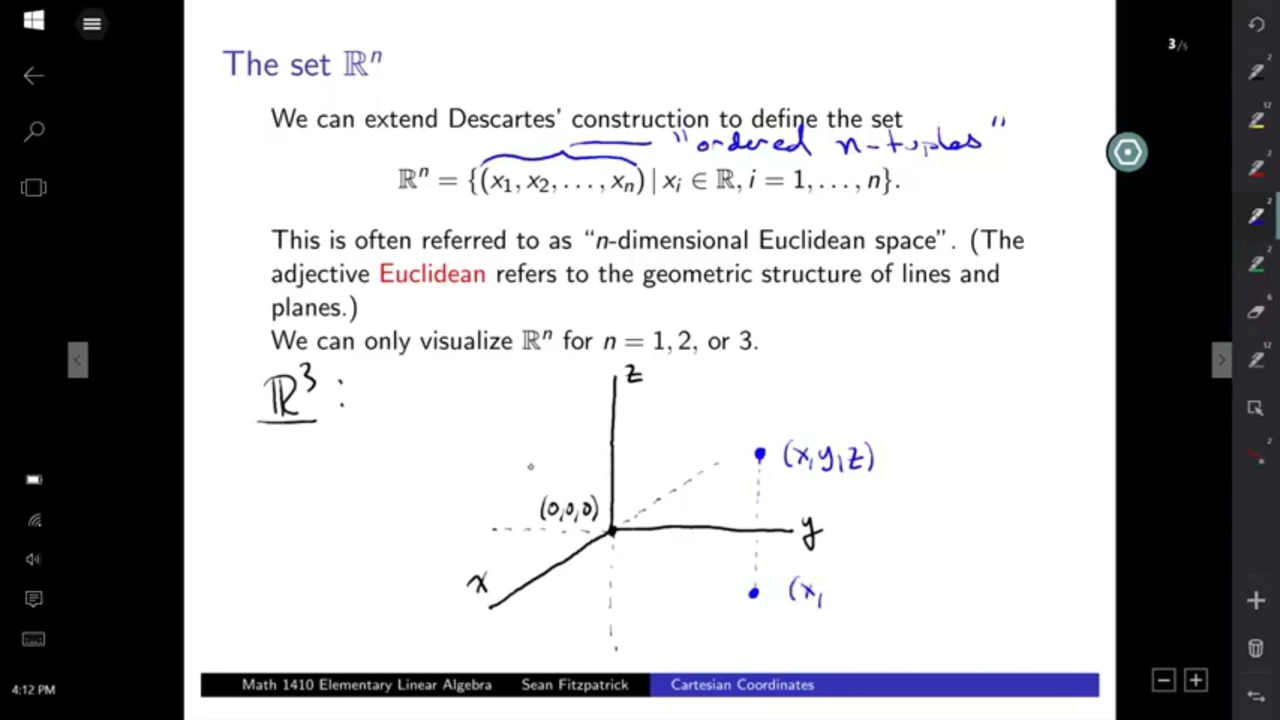 3/5
The set ℝⁿ
We can extend Descartes' construction to define the set
"ordered n-tuples"
ℝⁿ = {(x₁, x₂, . . . , xₙ) | xᵢ ∈ ℝ, i = 1, . . . , n}.
This is often referred to as “n-dimensional Euclidean space”. (The
adjective Euclidean refers to the geometric structure of lines and
planes.)
We can only visualize ℝⁿ for n = 1, 2, or 3.
ℝ³ :
z
(x,y,z)
(0,0,0)
y
x
(x,
Math 1410 Elementary Linear Algebra Sean Fitzpatrick Cartesian Coordinates
4:12 PM